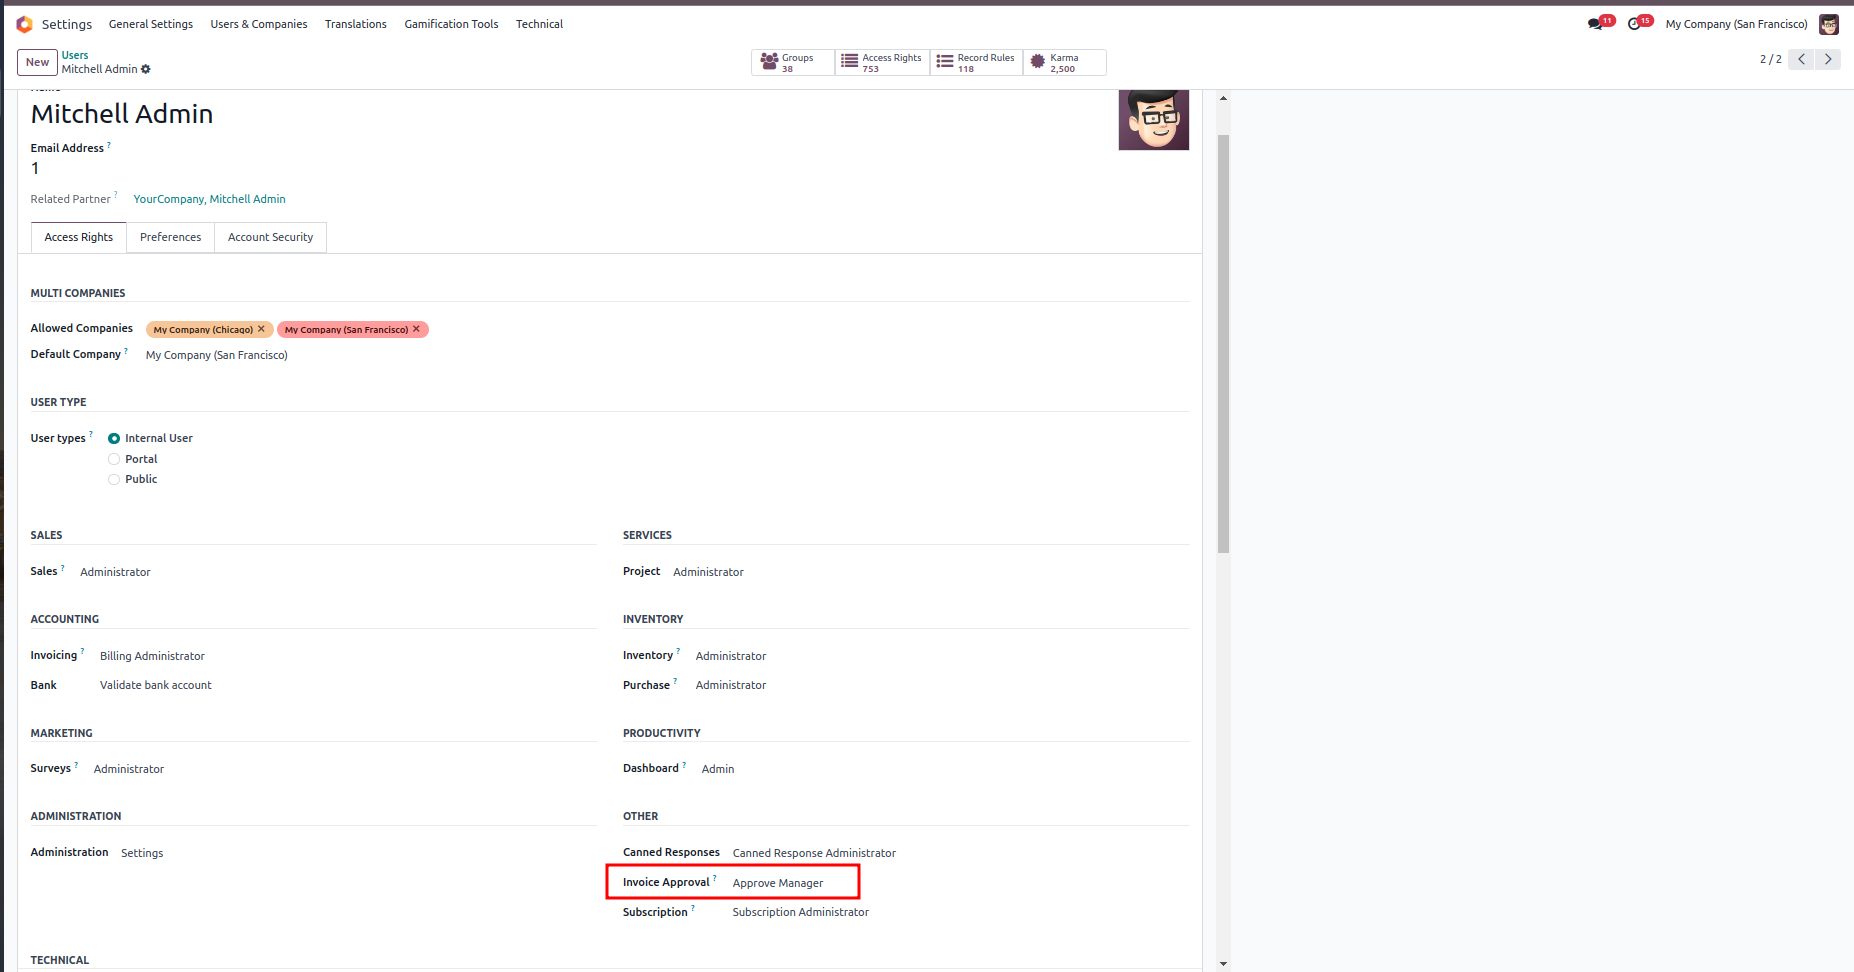 Settings General Settings Users & Companies Translations Gamification Tools Technical 11 15 My Company (San Francisco)
New Users Groups 38 Access Rights 753 Record Rules 118 Karma 2,500 2 / 2
Mitchell Admin
Mitchell Admin
Email Address ?
1
Related Partner ? YourCompany, Mitchell Admin
Access Rights Preferences Account Security
MULTI COMPANIES
Allowed Companies My Company (Chicago) × My Company (San Francisco) ×
Default Company ? My Company (San Francisco)
USER TYPE
User types ? Internal User
Portal
Public
SALES SERVICES
Sales ? Administrator Project Administrator
ACCOUNTING INVENTORY
Invoicing ? Billing Administrator Inventory ? Administrator
Bank Validate bank account Purchase ? Administrator
MARKETING PRODUCTIVITY
Surveys ? Administrator Dashboard ? Admin
ADMINISTRATION OTHER
Administration Settings Canned Responses Canned Response Administrator
Invoice Approval ? Approve Manager
Subscription ? Subscription Administrator
TECHNICAL